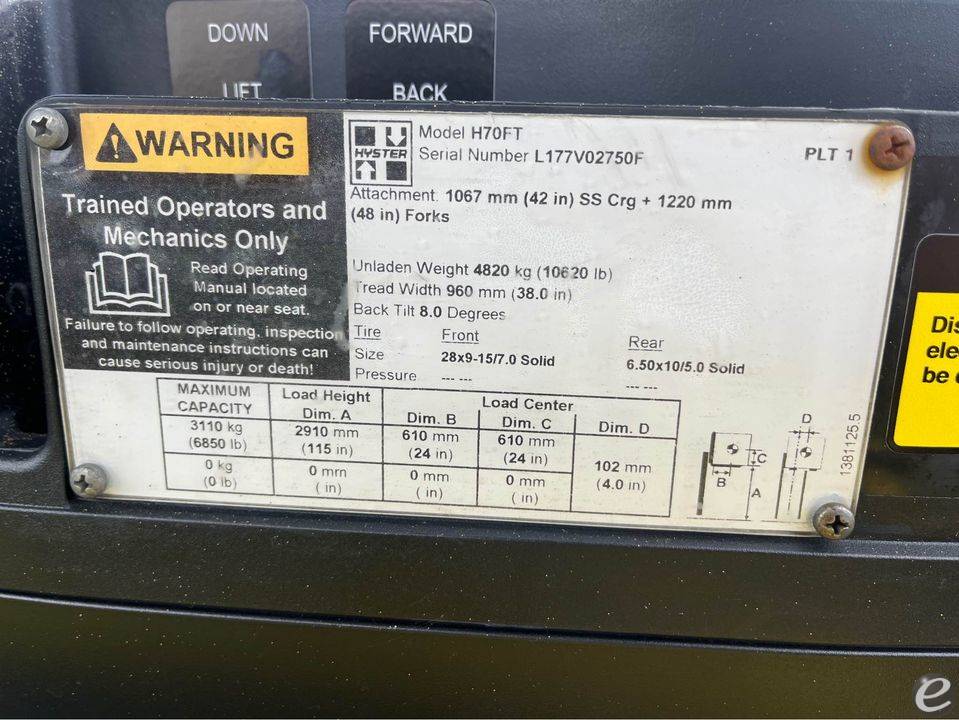 DOWN
LIFT
FORWARD
BACK
WARNING
Trained Operators and
Mechanics Only
Read Operating
Manual located
on or near seat.
Failure to follow operating, inspection
and maintenance instructions can
cause serious injury or death!
HYSTER
Model H70FT
Serial Number L177V02750F
PLT 1
Attachment 1067 mm (42 in) SS Crg + 1220 mm
(48 in) Forks
Unladen Weight 4820 kg (10620 lb)
Tread Width 960 mm (38.0 in)
Back Tilt 8.0 Degrees
Tire Front Rear
Size 28x9-15/7.0 Solid 6.50x10/5.0 Solid
Pressure --- --- --- ---
MAXIMUM
CAPACITY
Load Height
Dim. A
Load Center
Dim. B Dim. C Dim. D
3110 kg 2910 mm 610 mm 610 mm
(6850 lb) (115 in) (24 in) (24 in)
102 mm
(4.0 in)
0 kg 0 mm 0 mm 0 mm
(0 lb) ( in) ( in) ( in)
D
C
B
A
13811255
Dis
ele
be
e